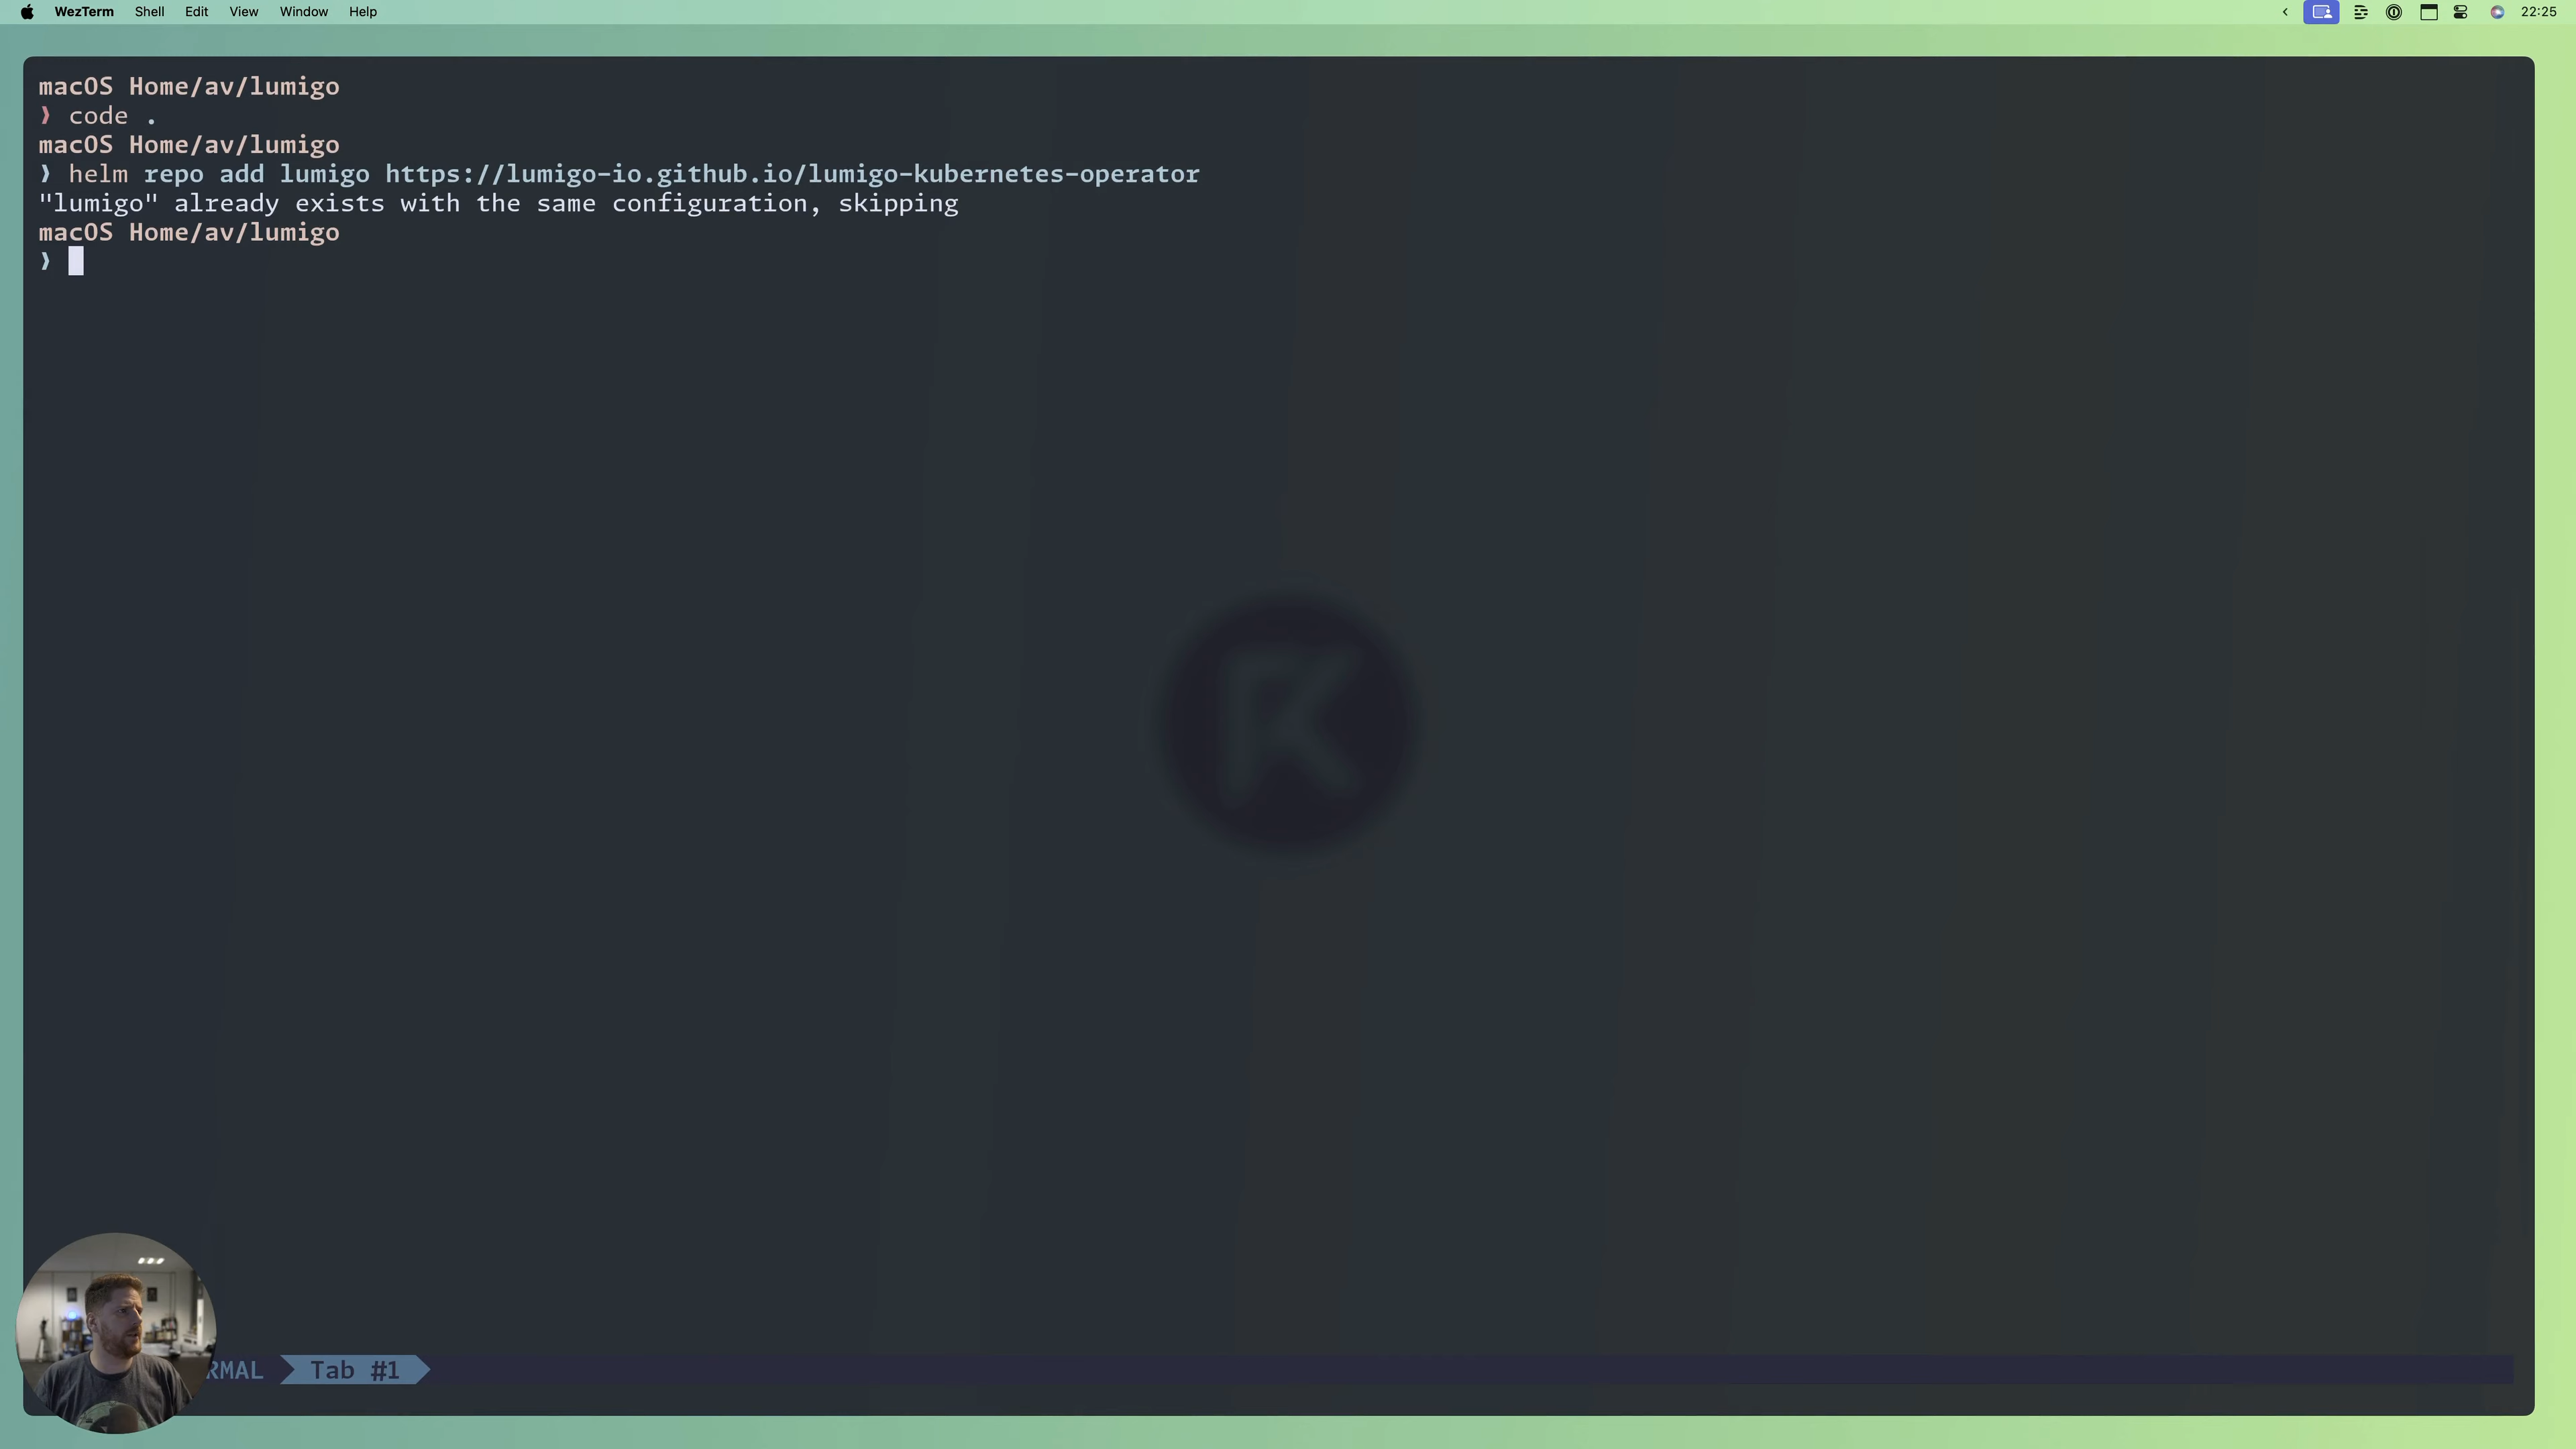 WezTerm Shell Edit View Window Help 22:25
macOS Home/av/lumigo
❱ code .
macOS Home/av/lumigo
❱ helm repo add lumigo https://lumigo-io.github.io/lumigo-kubernetes-operator
"lumigo" already exists with the same configuration, skipping
macOS Home/av/lumigo
❱
RMAL Tab #1